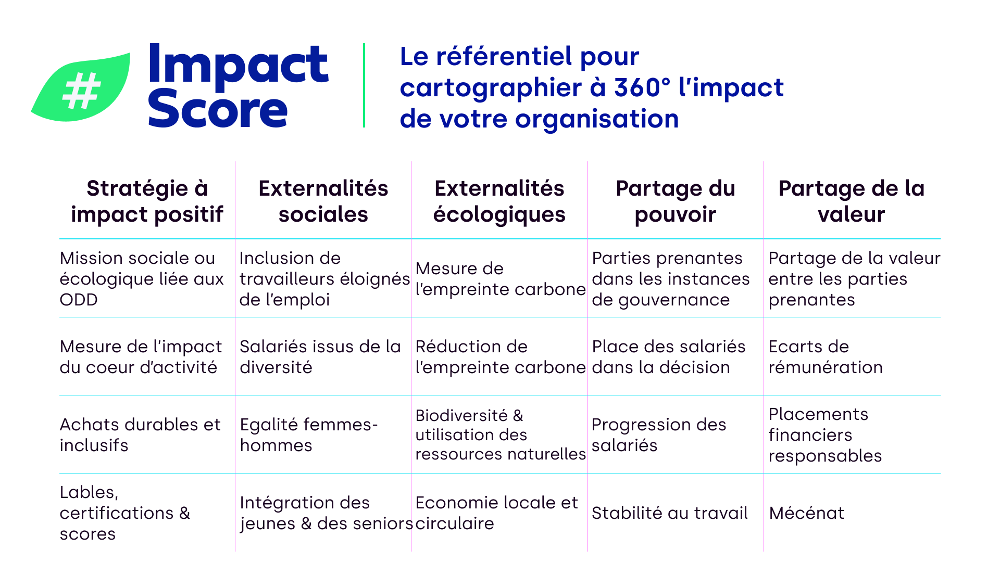 #
Impact
Score
Le référentiel pour
cartographier à 360° l’impact
de votre organisation
Stratégie à
impact positif
Externalités
sociales
Externalités
écologiques
Partage du
pouvoir
Partage de la
valeur
Mission sociale ou
écologique liée aux
ODD
Inclusion de
travailleurs éloignés
de l’emploi
Mesure de
l’empreinte carbone
Parties prenantes
dans les instances
de gouvernance
Partage de la valeur
entre les parties
prenantes
Mesure de l’impact
du coeur d’activité
Salariés issus de la
diversité
Réduction de
l’empreinte carbone
Place des salariés
dans la décision
Ecarts de
rémunération
Achats durables et
inclusifs
Egalité femmes-
hommes
Biodiversité &
utilisation des
ressources naturelles
Progression des
salariés
Placements
financiers
responsables
Lables,
certifications &
scores
Intégration des
jeunes & des seniors
Economie locale et
circulaire
Stabilité au travail
Mécénat